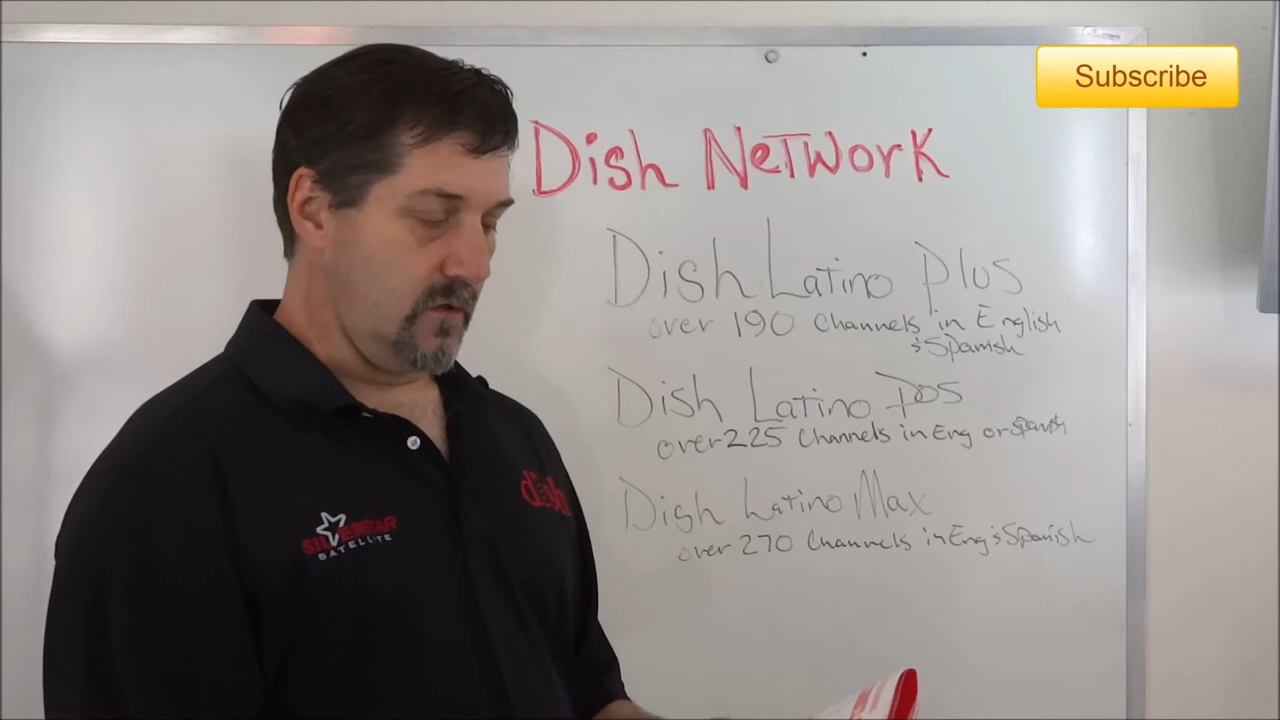 Subscribe
Dish NeTWOrK
Dish Latino Plus
over 190 Channels in English
& Spanish
Dish Latino Dos
over 225 Channels in Eng or Spanish
Dish Latino Max
over 270 Channels in Eng & Spanish
dish
SILVERSTAR
SATELLITE